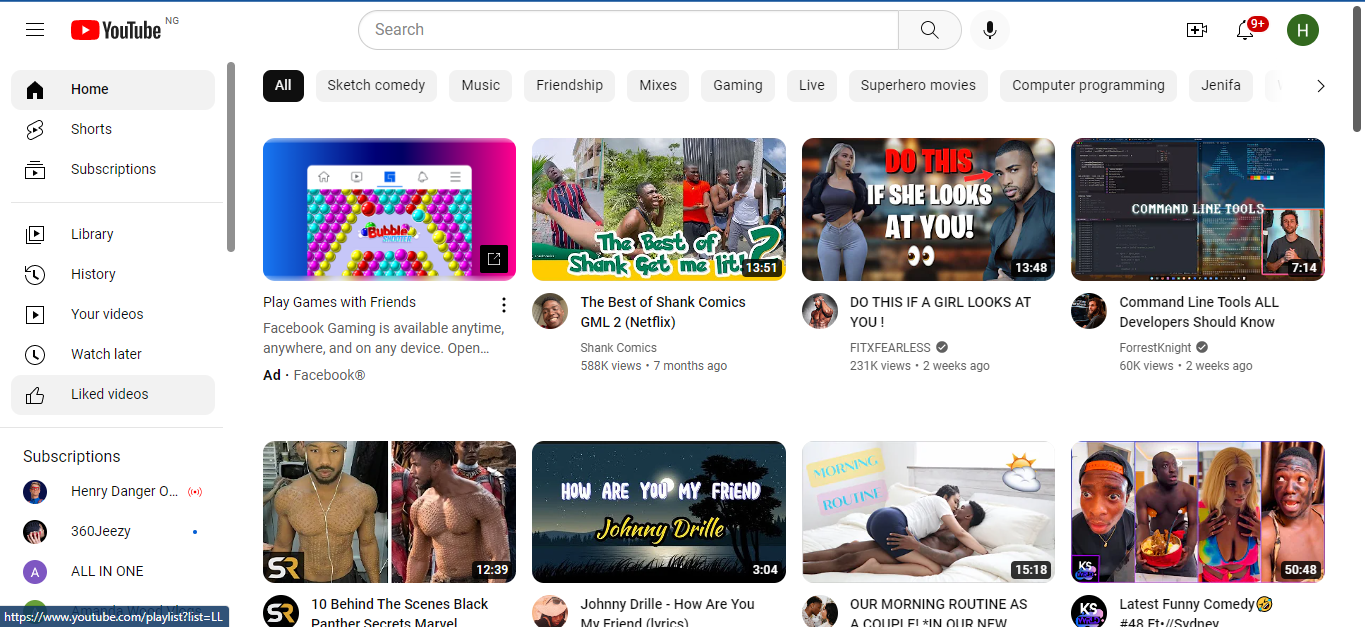 YouTube NG
Search
9+
H
Home
Shorts
Subscriptions
Library
History
Your videos
Watch later
Liked videos
Subscriptions
Henry Danger O...
360Jeezy
A
ALL IN ONE
https://www.youtube.com/playlist?list=LL
All
Sketch comedy
Music
Friendship
Mixes
Gaming
Live
Superhero movies
Computer programming
Jenifa
Bubble
Play Games with Friends
Facebook Gaming is available anytime,
anywhere, and on any device. Open...
Ad · Facebook®
The Best of
Shank Get me lit!
2
13:51
The Best of Shank Comics
GML 2 (Netflix)
Shank Comics
588K views • 7 months ago
DO THIS
IF SHE LOOKS
AT YOU!
13:48
DO THIS IF A GIRL LOOKS AT
YOU !
FITXFEARLESS
231K views • 2 weeks ago
COMMAND LINE TOOLS
7:14
Command Line Tools ALL
Developers Should Know
ForrestKnight
60K views • 2 weeks ago
SR
12:39
SR
10 Behind The Scenes Black
Panther Secrets Marvel
HOW ARE YOU MY FRIEND
Johnny Drille
3:04
Johnny Drille - How Are You
My Friend (lyrics)
MORNING
ROUTINE
15:18
OUR MORNING ROUTINE AS
A COUPLE! *IN OUR NEW
KS
50:48
KS
Latest Funny Comedy🤣
#48 Ft•//Sydney